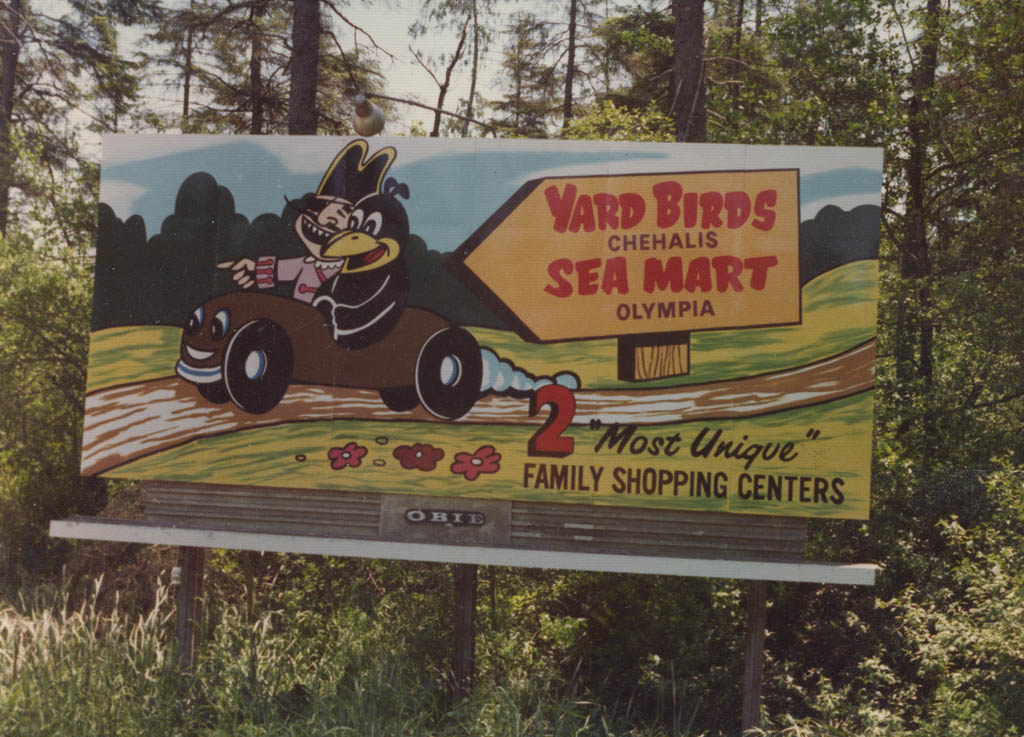 YARD BIRDS
CHEHALIS
SEA MART
OLYMPIA
2 "Most Unique"
FAMILY SHOPPING CENTERS
OBIE